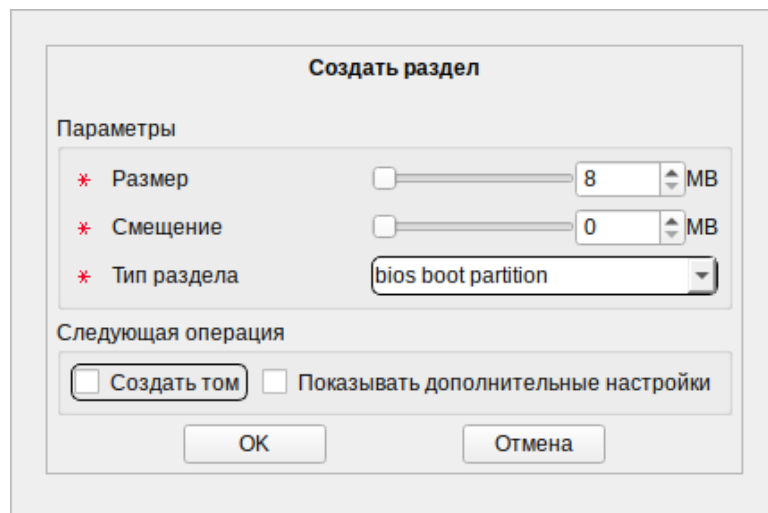 Создать раздел
Параметры
* Размер 8 MB
* Смещение 0 MB
* Тип раздела bios boot partition
Следующая операция
Создать том Показывать дополнительные настройки
OK Отмена